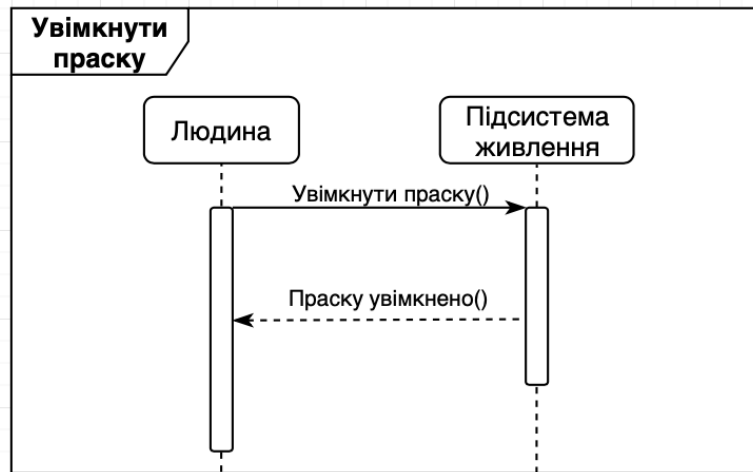 Увімкнути
праску
Людина
Підсистема
живлення
Увімкнути праску()
Праску увімкнено()